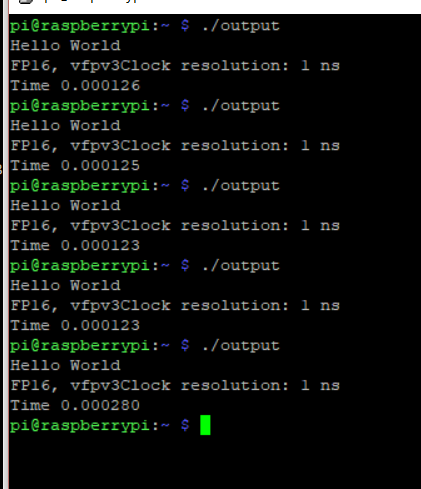 pi@raspberrypi:~ $ ./output
Hello World
FP16, vfpv3Clock resolution: 1 ns
Time 0.000126
pi@raspberrypi:~ $ ./output
Hello World
FP16, vfpv3Clock resolution: 1 ns
Time 0.000125
pi@raspberrypi:~ $ ./output
Hello World
FP16, vfpv3Clock resolution: 1 ns
Time 0.000123
pi@raspberrypi:~ $ ./output
Hello World
FP16, vfpv3Clock resolution: 1 ns
Time 0.000123
pi@raspberrypi:~ $ ./output
Hello World
FP16, vfpv3Clock resolution: 1 ns
Time 0.000280
pi@raspberrypi:~ $